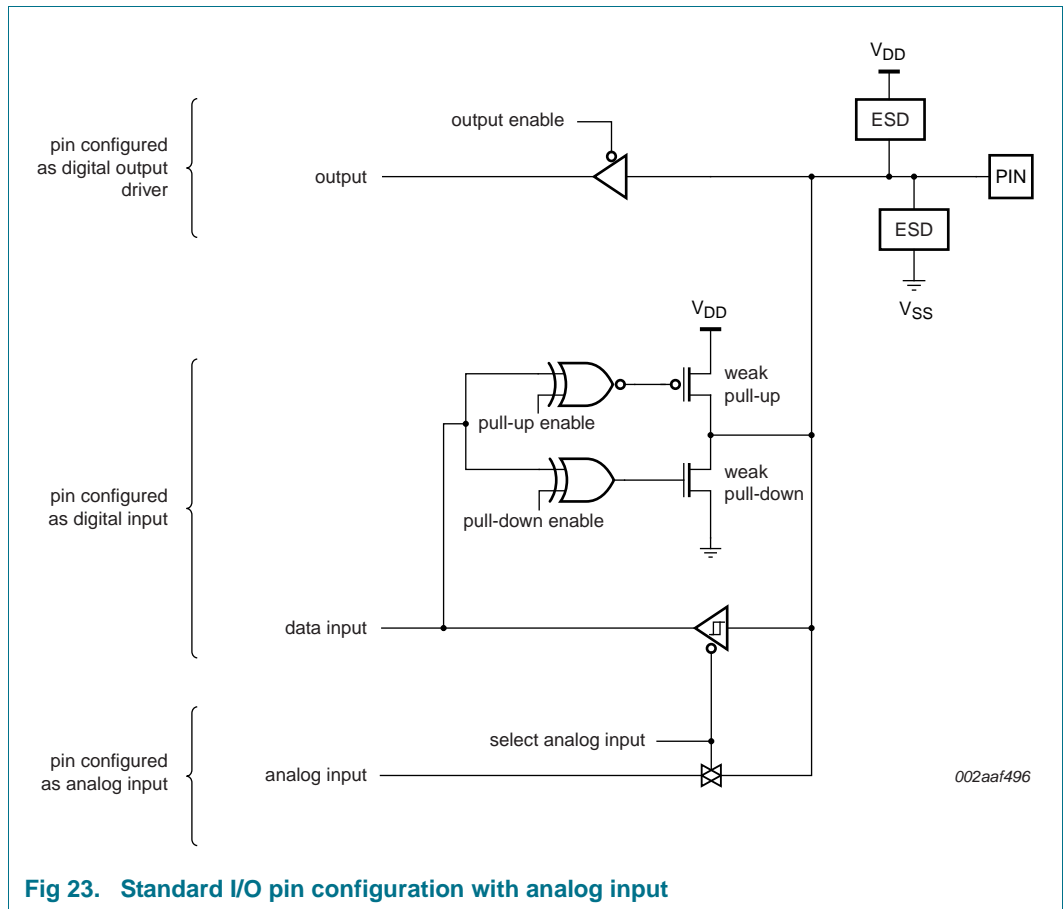 VDD
ESD
output enable
pin configured
as digital output
driver
output
PIN
ESD
VSS
VDD
weak
pull-up
pull-up enable
pin configured
as digital input
weak
pull-down
pull-down enable
data input
select analog input
pin configured
as analog input
analog input
002aaf496
Fig 23. Standard I/O pin configuration with analog input